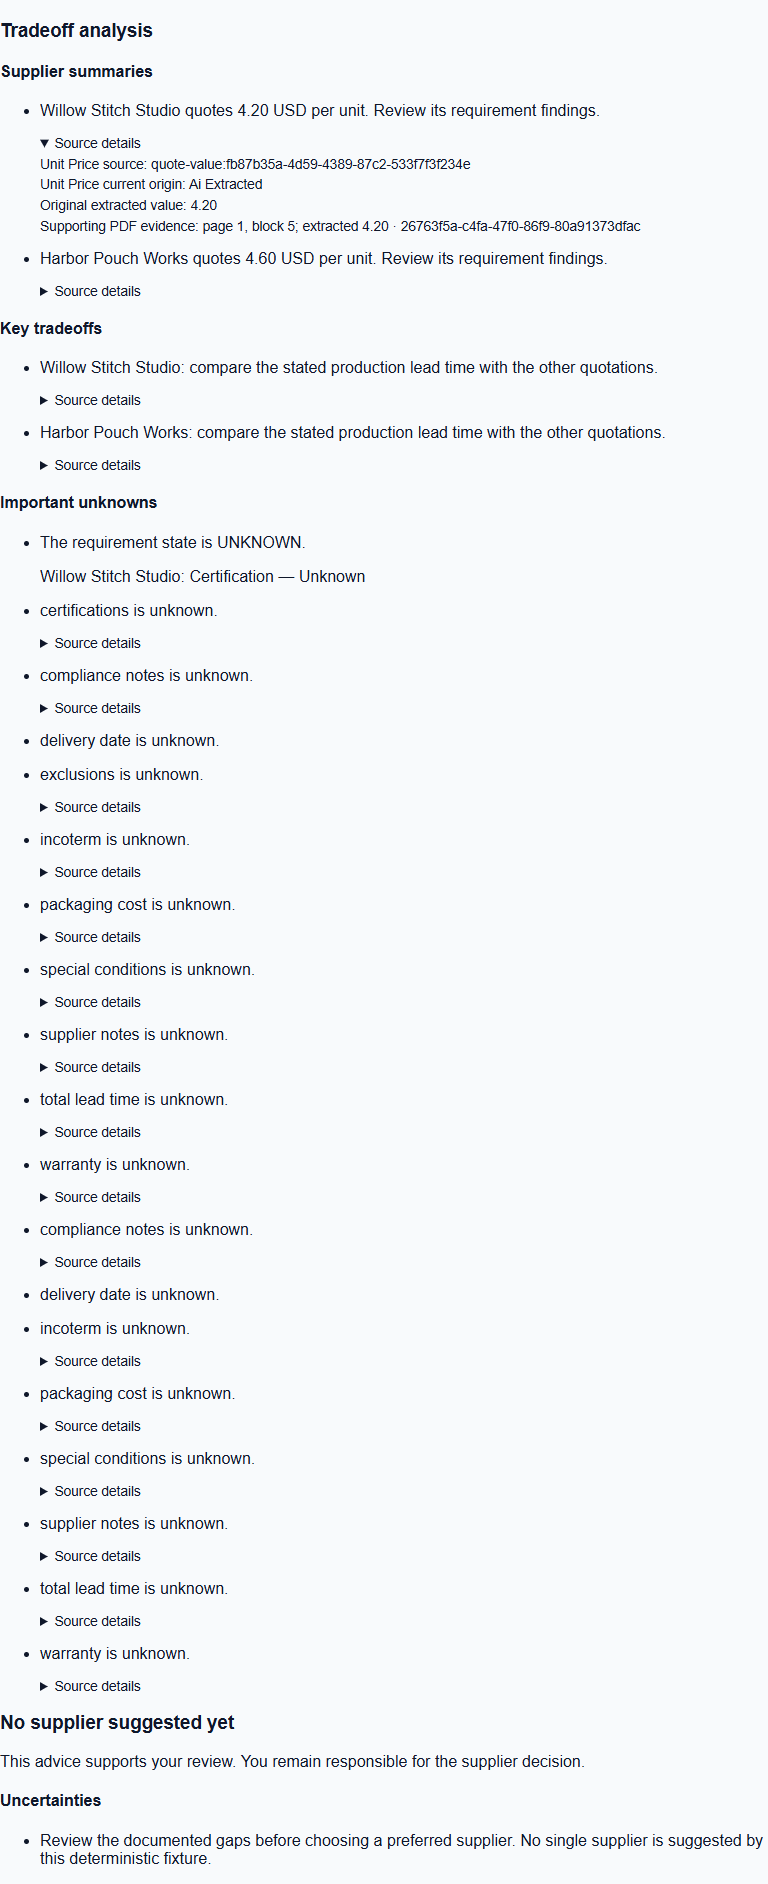 Tradeoff analysis
Supplier summaries
• Willow Stitch Studio quotes 4.20 USD per unit. Review its requirement findings.
▼ Source details
Unit Price source: quote-value:fb87b35a-4d59-4389-87c2-533f7f3f234e
Unit Price current origin: Ai Extracted
Original extracted value: 4.20
Supporting PDF evidence: page 1, block 5; extracted 4.20 · 26763f5a-c4fa-47f0-86f9-80a91373dfac
• Harbor Pouch Works quotes 4.60 USD per unit. Review its requirement findings.
▶ Source details
Key tradeoffs
• Willow Stitch Studio: compare the stated production lead time with the other quotations.
▶ Source details
• Harbor Pouch Works: compare the stated production lead time with the other quotations.
▶ Source details
Important unknowns
• The requirement state is UNKNOWN.
Willow Stitch Studio: Certification — Unknown
• certifications is unknown.
▶ Source details
• compliance notes is unknown.
▶ Source details
• delivery date is unknown.
• exclusions is unknown.
▶ Source details
• incoterm is unknown.
▶ Source details
• packaging cost is unknown.
▶ Source details
• special conditions is unknown.
▶ Source details
• supplier notes is unknown.
▶ Source details
• total lead time is unknown.
▶ Source details
• warranty is unknown.
▶ Source details
• compliance notes is unknown.
▶ Source details
• delivery date is unknown.
• incoterm is unknown.
▶ Source details
• packaging cost is unknown.
▶ Source details
• special conditions is unknown.
▶ Source details
• supplier notes is unknown.
▶ Source details
• total lead time is unknown.
▶ Source details
• warranty is unknown.
▶ Source details
No supplier suggested yet
This advice supports your review. You remain responsible for the supplier decision.
Uncertainties
• Review the documented gaps before choosing a preferred supplier. No single supplier is suggested by
this deterministic fixture.